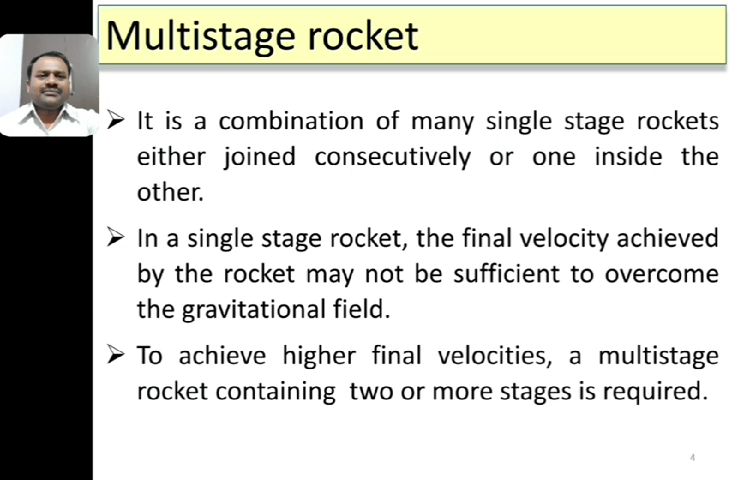 Multistage rocket
➢ It is a combination of many single stage rockets
either joined consecutively or one inside the
other.
➢ In a single stage rocket, the final velocity achieved
by the rocket may not be sufficient to overcome
the gravitational field.
➢ To achieve higher final velocities, a multistage
rocket containing two or more stages is required.
4